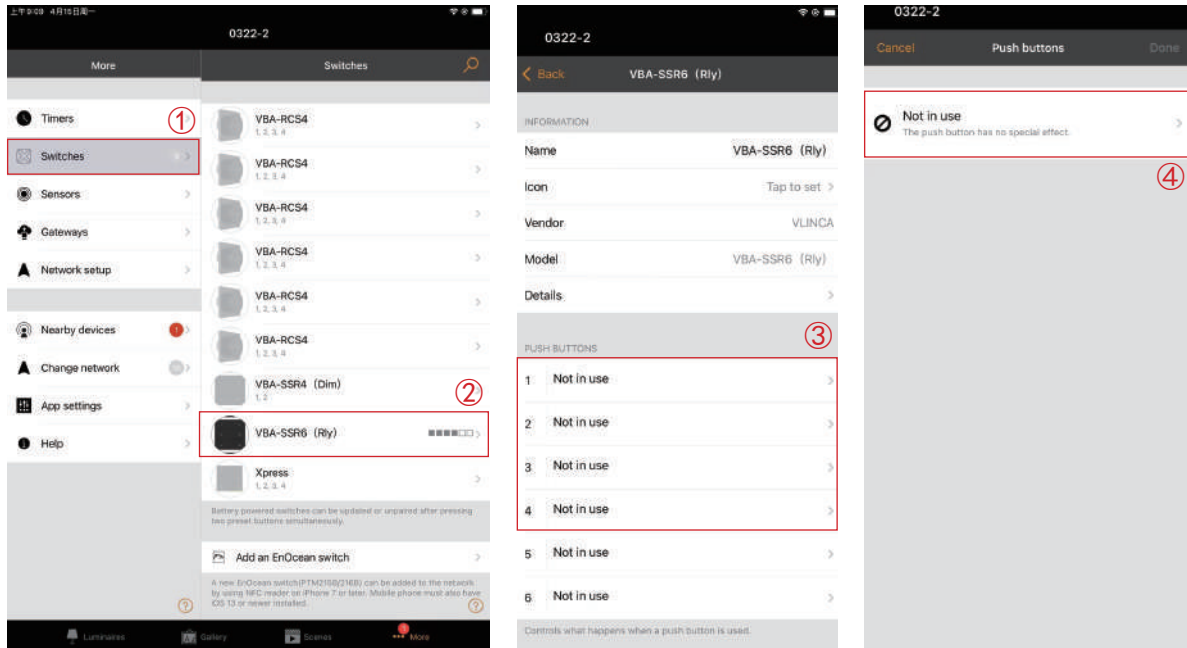 上午9:09 4月15日周一
0322-2
More
Switches
Timers
①
Switches
Sensors
Gateways
Network setup
Nearby devices
!
Change network
App settings
Help
VBA-RCS4
1, 2, 3, 4
VBA-RCS4
1, 2, 3, 4
VBA-RCS4
1, 2, 3, 4
VBA-RCS4
1, 2, 3, 4
VBA-RCS4
1, 2, 3, 4
VBA-RCS4
1, 2, 3, 4
VBA-SSR4 (Dim)
1, 2
②
VBA-SSR6 (Rly)
Xpress
1, 2, 3, 4
Battery powered switches can be updated or unpaired after pressing
two preset buttons simultaneously.
Add an EnOcean switch
A new EnOcean switch(PTM215B/216B) can be added to the network
by using NFC reader on iPhone 7 or later. Mobile phone must also have
iOS 13 or newer installed.
?
?
Luminaires
Gallery
Scenes
1
More
0322-2
Back
VBA-SSR6 (Rly)
INFORMATION
Name VBA-SSR6 (Rly)
Icon Tap to set
Vendor VLINCA
Model VBA-SSR6 (Rly)
Details
③
PUSH BUTTONS
1 Not in use
2 Not in use
3 Not in use
4 Not in use
5 Not in use
6 Not in use
Controls what happens when a push button is used.
0322-2
Cancel Push buttons Done
Not in use
The push button has no special effect.
④